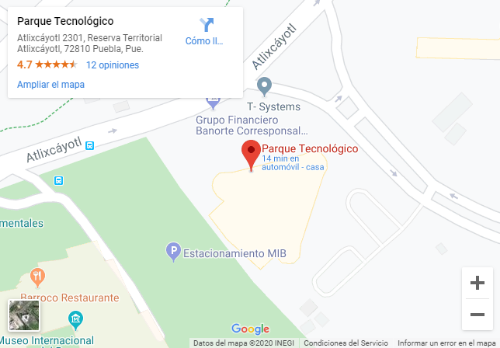 Parque Tecnológico
Atlixcáyotl 2301, Reserva Territorial
Atlixcáyotl, 72810 Puebla, Pue.
4.7
12 opiniones
Ampliar el mapa
Cómo ll...
Atlixcáyotl
T- Systems
Grupo Financiero
Banorte Corresponsal...
Atlixcáyotl
Parque Tecnológico
14 min en
automóvil - casa
mentales
P
Estacionamiento MIB
Barroco Restaurante
Museo Internacional
Google
+
−
Datos del mapa ©2020 INEGI
Condiciones del Servicio
Informar un error en el maps